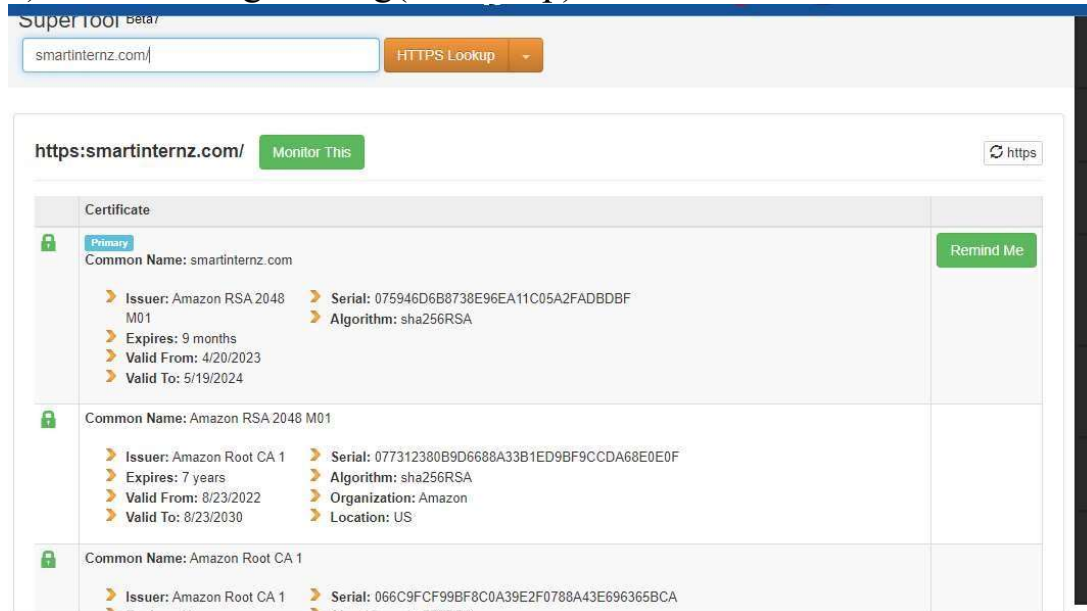 SuperTool Beta7
smartinternz.com/
HTTPS Lookup
https:smartinternz.com/
Monitor This
https
Certificate
Primary
Common Name: smartinternz.com
Remind Me
Issuer: Amazon RSA 2048 M01
Expires: 9 months
Valid From: 4/20/2023
Valid To: 5/19/2024
Serial: 075946D6B8738E96EA11C05A2FADBDBF
Algorithm: sha256RSA
Common Name: Amazon RSA 2048 M01
Issuer: Amazon Root CA 1
Expires: 7 years
Valid From: 8/23/2022
Valid To: 8/23/2030
Serial: 077312380B9D6688A33B1ED9BF9CCDA68E0E0F
Algorithm: sha256RSA
Organization: Amazon
Location: US
Common Name: Amazon Root CA 1
Issuer: Amazon Root CA 1
Serial: 066C9FCF99BF8C0A39E2F0788A43E696365BCA